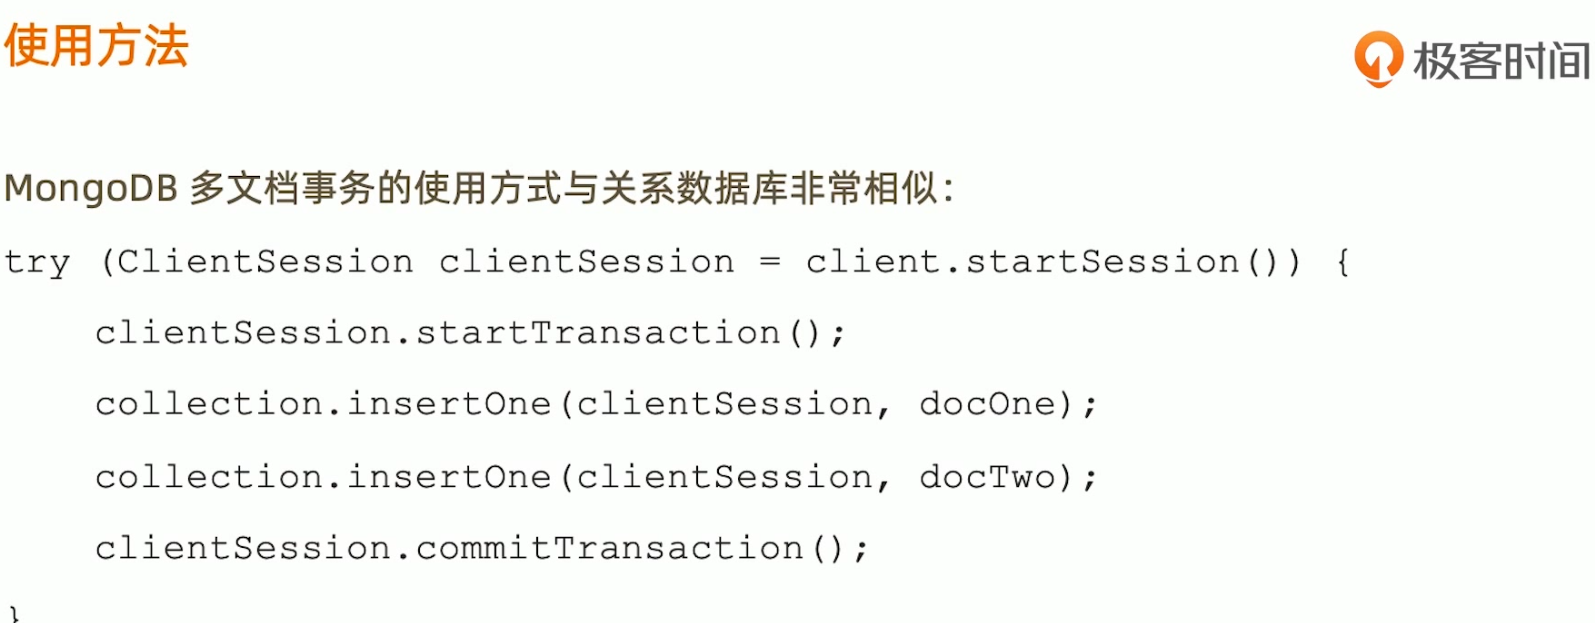 使用方法
极客时间
MongoDB 多文档事务的使用方式与关系数据库非常相似：
try (ClientSession clientSession = client.startSession()) {
clientSession.startTransaction();
collection.insertOne(clientSession, docOne);
collection.insertOne(clientSession, docTwo);
clientSession.commitTransaction();
}